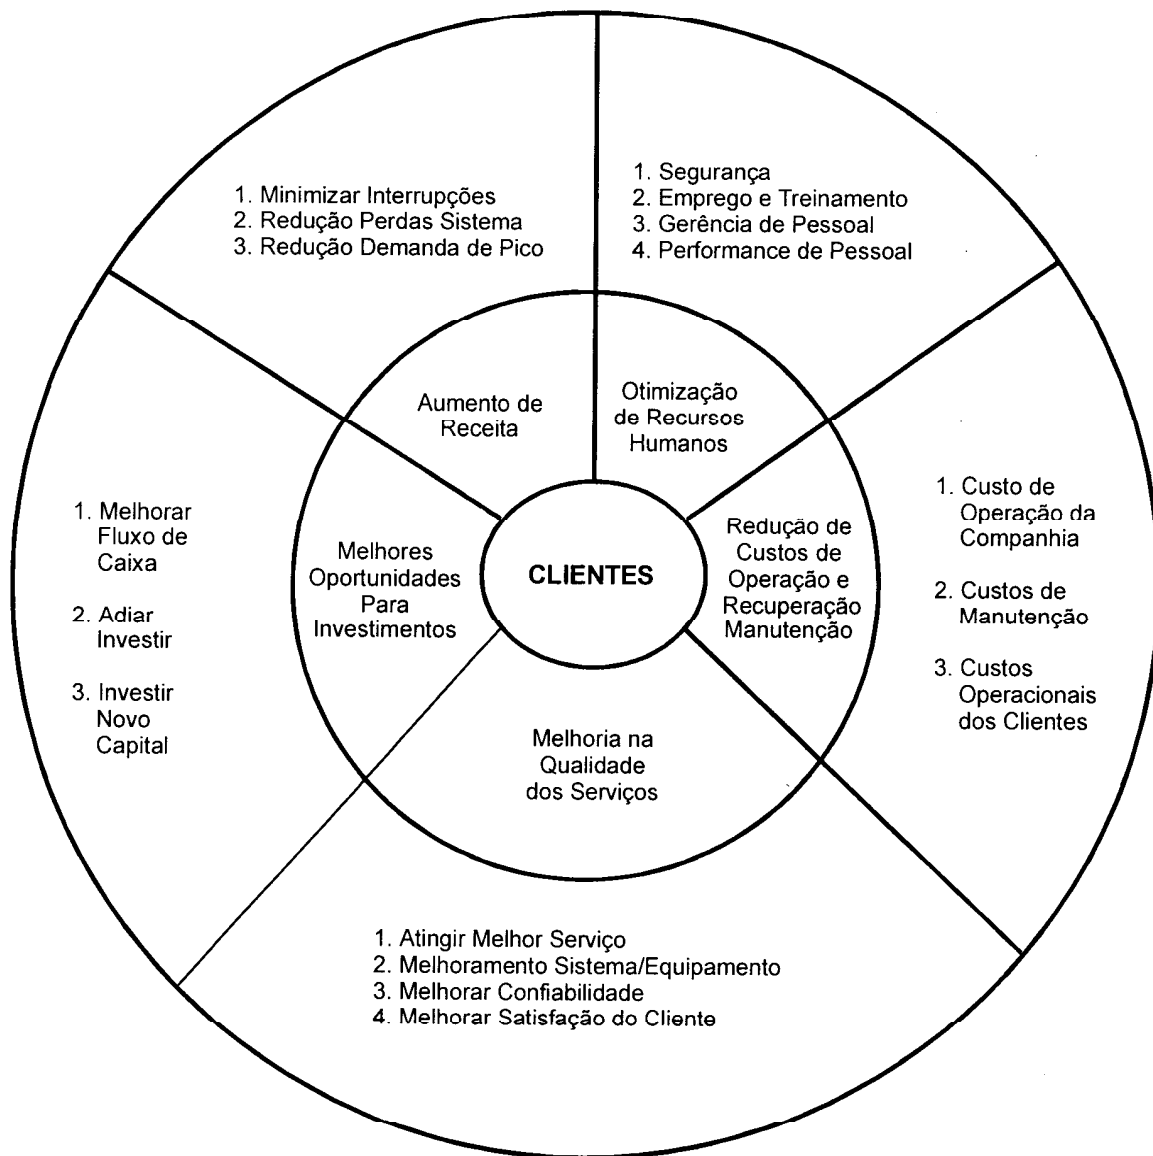 1. Minimizar Interrupções
2. Redução Perdas Sistema
3. Redução Demanda de Pico
1. Segurança
2. Emprego e Treinamento
3. Gerência de Pessoal
4. Performance de Pessoal
Aumento de
Receita
Otimização
de Recursos
Humanos
1. Melhorar
Fluxo de
Caixa
2. Adiar
Investir
3. Investir
Novo
Capital
Melhores
Oportunidades
Para
Investimentos
CLIENTES
Redução de
Custos de
Operação e
Recuperação
Manutenção
1. Custo de
Operação da
Companhia
2. Custos de
Manutenção
3. Custos
Operacionais
dos Clientes
Melhoria na
Qualidade
dos Serviços
1. Atingir Melhor Serviço
2. Melhoramento Sistema/Equipamento
3. Melhorar Confiabilidade
4. Melhorar Satisfação do Cliente